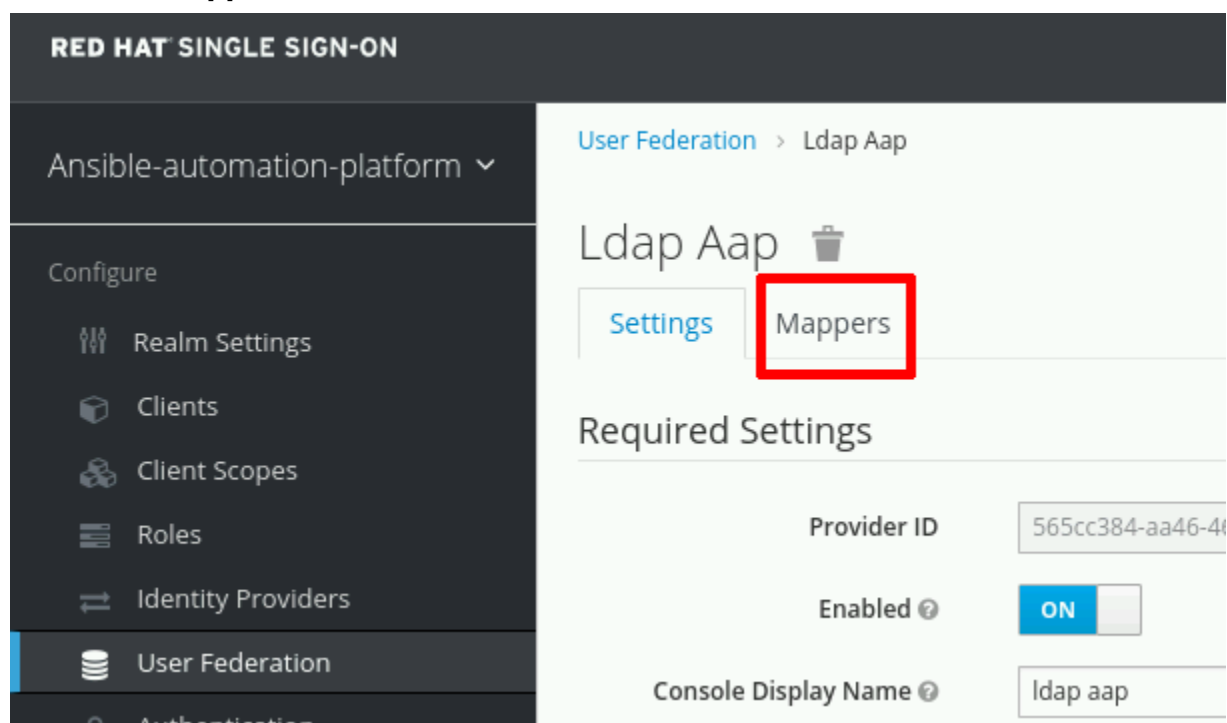 RED HAT SINGLE SIGN-ON
Ansible-automation-platform
Configure
Realm Settings
Clients
Client Scopes
Roles
Identity Providers
User Federation
User Federation > Ldap Aap
Ldap Aap
Settings
Mappers
Required Settings
Provider ID
565cc384-aa46-46
Enabled
ON
Console Display Name
ldap aap